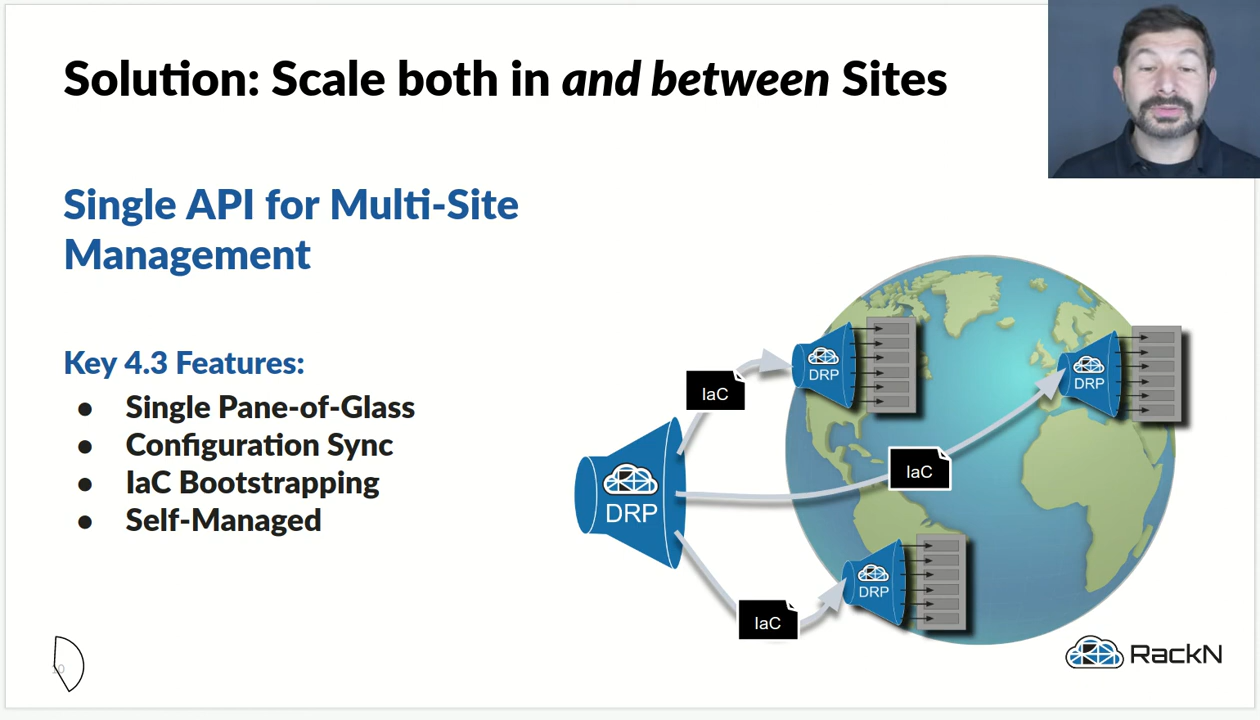 Solution: Scale both in and between Sites
Single API for Multi-Site
Management
Key 4.3 Features:
● Single Pane-of-Glass
● Configuration Sync
● IaC Bootstrapping
● Self-Managed
IaC
DRP
DRP
IaC
DRP
DRP
IaC
RackN
10